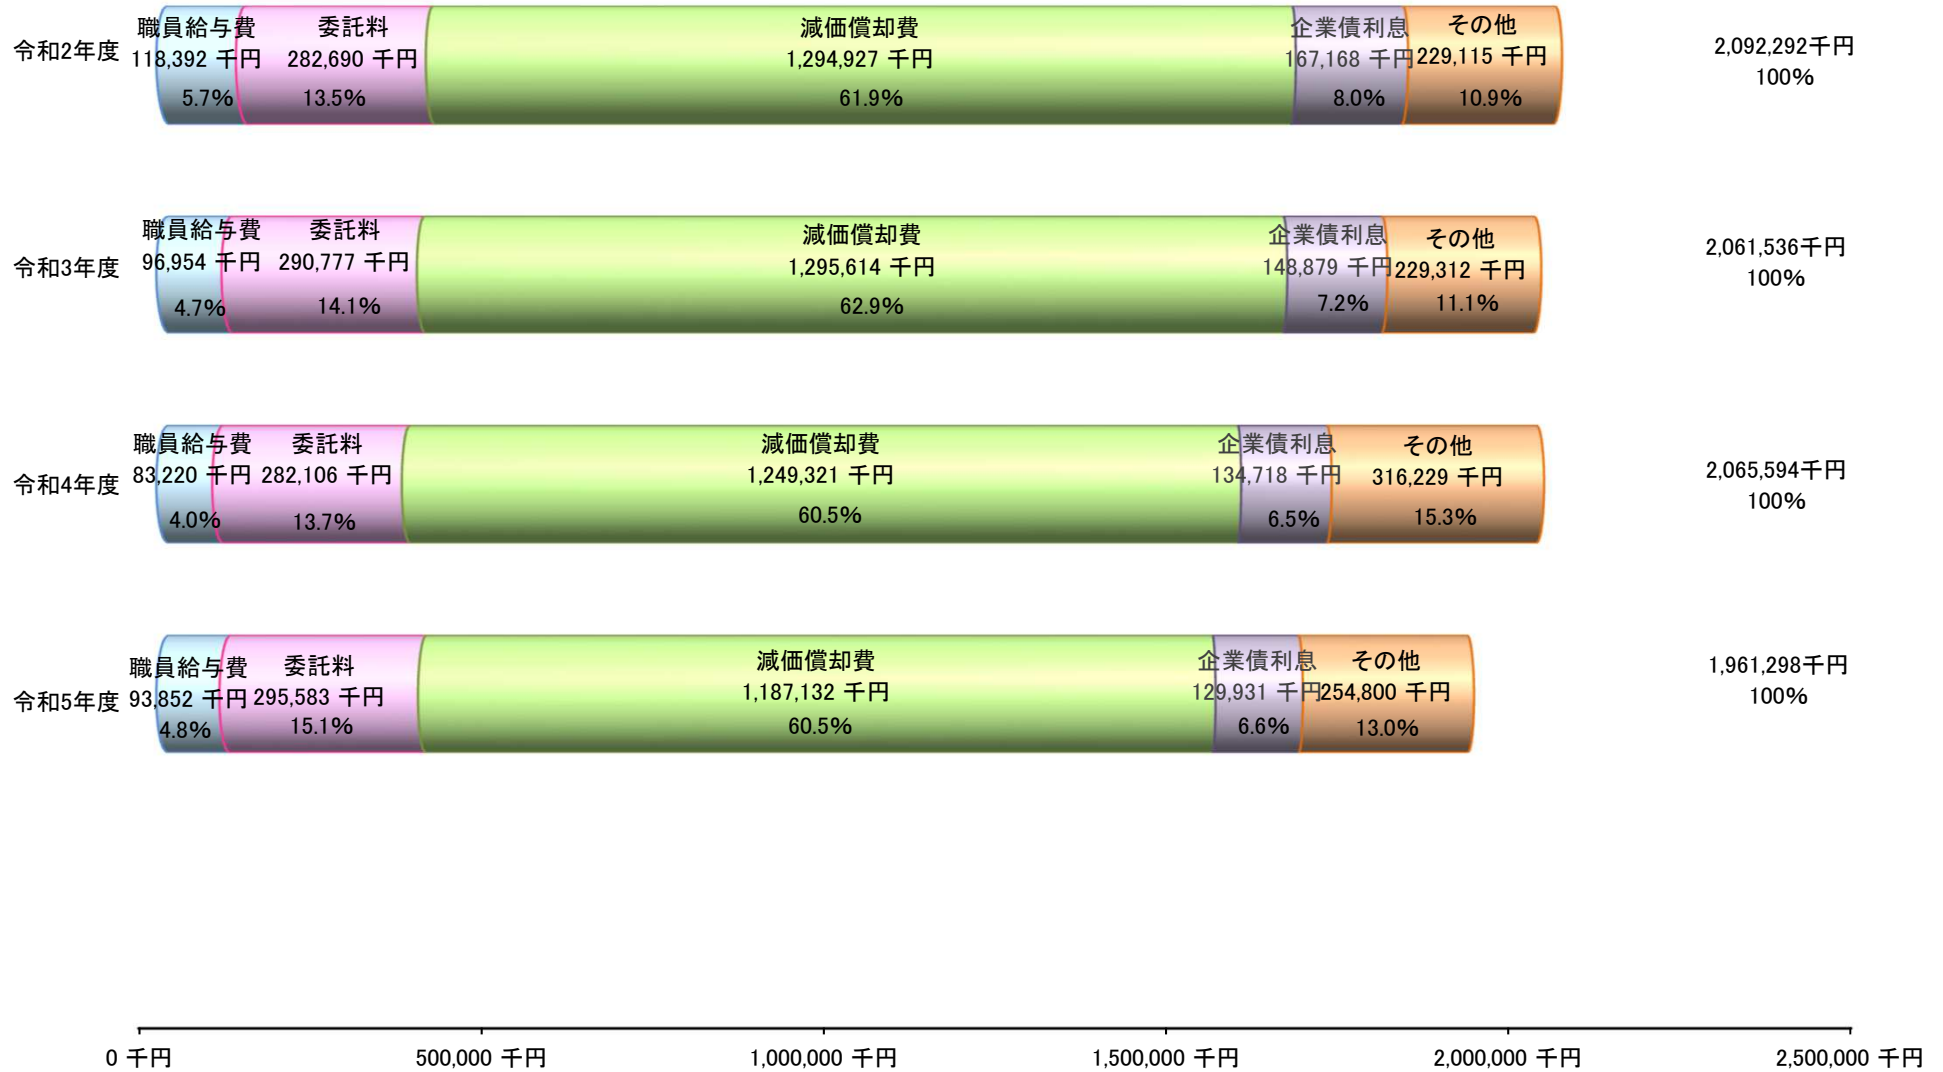 令和2年度
職員給与費
118,392 千円
5.7%
委託料
282,690 千円
13.5%
減価償却費
1,294,927 千円
61.9%
企業債利息
167,168 千円
8.0%
その他
229,115 千円
10.9%
2,092,292千円
100%
令和3年度
職員給与費
96,954 千円
4.7%
委託料
290,777 千円
14.1%
減価償却費
1,295,614 千円
62.9%
企業債利息
148,879 千円
7.2%
その他
229,312 千円
11.1%
2,061,536千円
100%
令和4年度
職員給与費
83,220 千円
4.0%
委託料
282,106 千円
13.7%
減価償却費
1,249,321 千円
60.5%
企業債利息
134,718 千円
6.5%
その他
316,229 千円
15.3%
2,065,594千円
100%
令和5年度
職員給与費
93,852 千円
4.8%
委託料
295,583 千円
15.1%
減価償却費
1,187,132 千円
60.5%
企業債利息
129,931 千円
6.6%
その他
254,800 千円
13.0%
1,961,298千円
100%
0 千円
500,000 千円
1,000,000 千円
1,500,000 千円
2,000,000 千円
2,500,000 千円